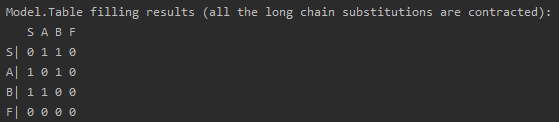 Model.Table filling results (all the long chain substitutions are contracted):
S A B F
S| 0 1 1 0
A| 1 0 1 0
B| 1 1 0 0
F| 0 0 0 0